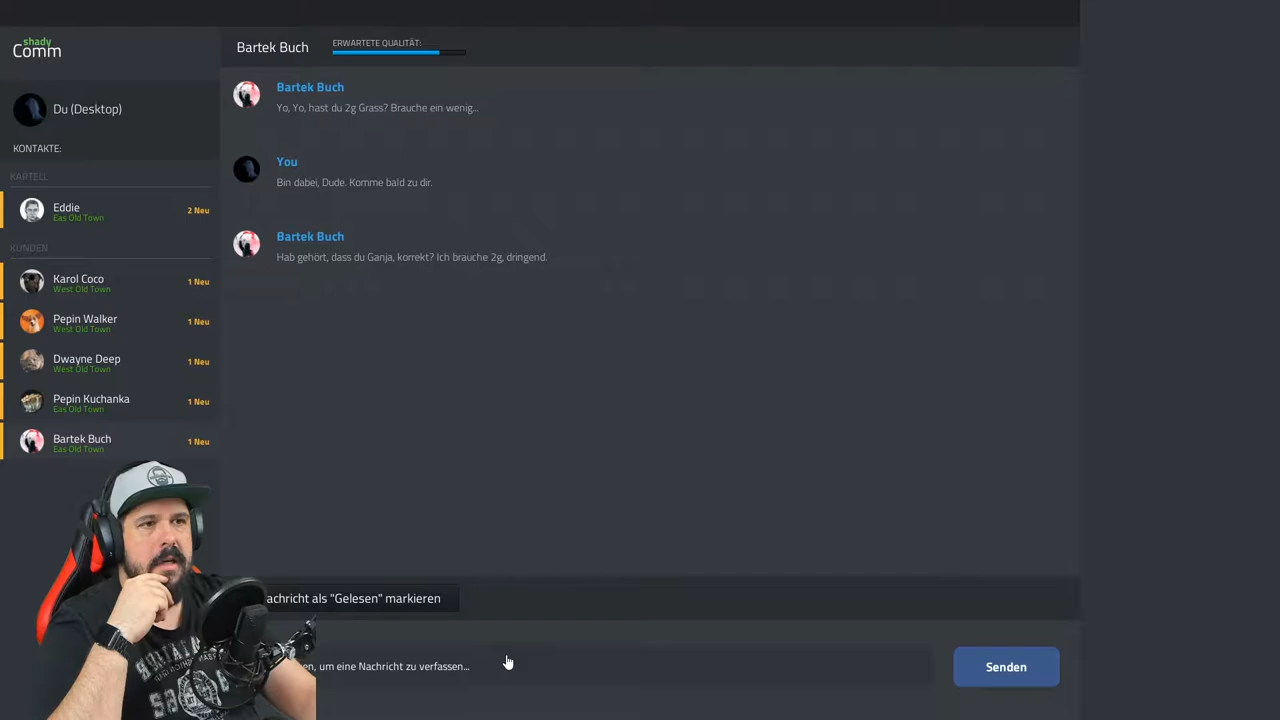 shady
Comm
Du (Desktop)
KONTAKTE:
KARTELL
Eddie
Eas Old Town
2 Neu
KUNDEN
Karol Coco
West Old Town
1 Neu
Pepin Walker
West Old Town
1 Neu
Dwayne Deep
West Old Town
1 Neu
Pepin Kuchanka
Eas Old Town
1 Neu
Bartek Buch
Eas Old Town
1 Neu
Bartek Buch
ERWARTETE QUALITÄT:
Bartek Buch
Yo, Yo, hast du 2g Grass? Brauche ein wenig...
You
Bin dabei, Dude. Komme bald zu dir.
Bartek Buch
Hab gehört, dass du Ganja, korrekt? Ich brauche 2g, dringend.
achricht als "Gelesen" markieren
en, um eine Nachricht zu verfassen...
Senden